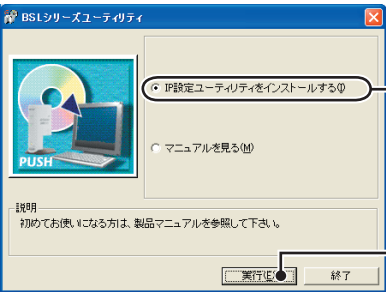 BSLシリーズユーティリティ
IP設定ユーティリティをインストールする(I)
マニュアルを見る(M)
PUSH
説明
初めてお使いになる方は、製品マニュアルを参照して下さい。
実行(E)
終了